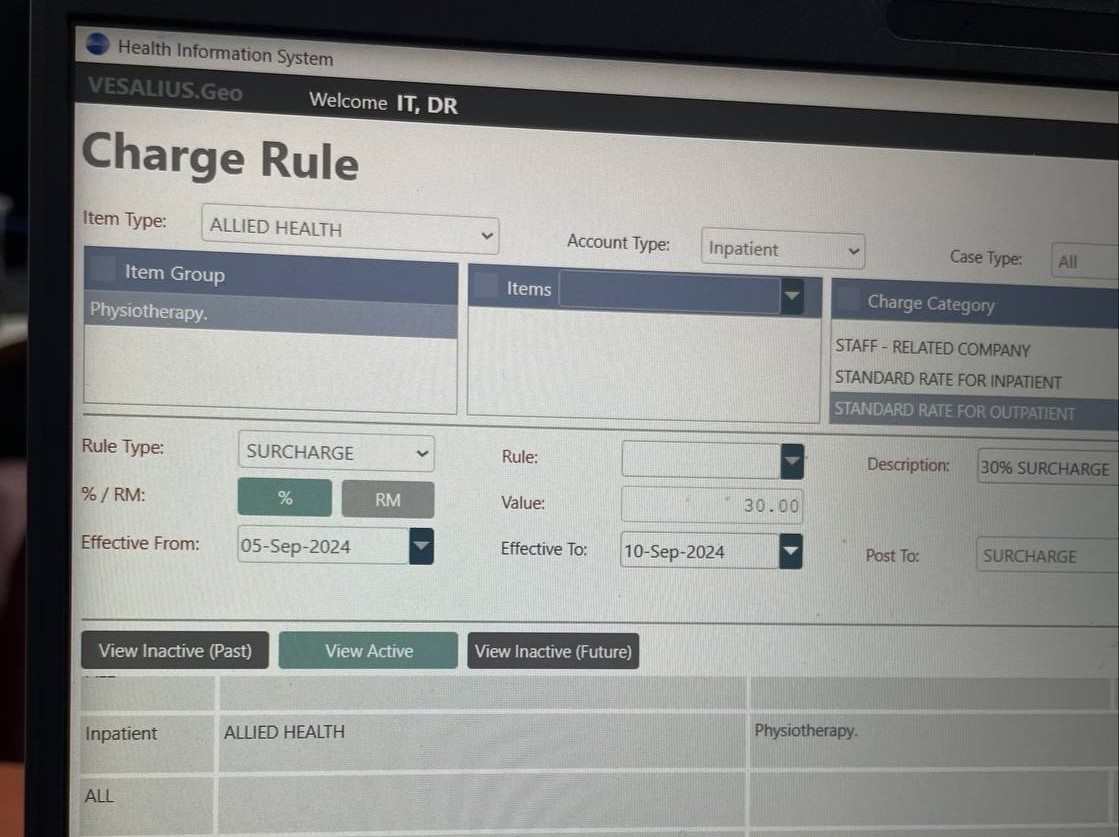 Health Information System
VESALIUS.Geo
Welcome IT, DR
Charge Rule
Item Type: ALLIED HEALTH
Account Type: Inpatient
Case Type: All
Item Group
Physiotherapy.
Items
Charge Category
STAFF - RELATED COMPANY
STANDARD RATE FOR INPATIENT
STANDARD RATE FOR OUTPATIENT
Rule Type: SURCHARGE
Rule:
Description: 30% SURCHARGE
% / RM: % RM
Value: 30.00
Effective From: 05-Sep-2024
Effective To: 10-Sep-2024
Post To: SURCHARGE
View Inactive (Past) View Active View Inactive (Future)
Inpatient ALLIED HEALTH Physiotherapy.
ALL